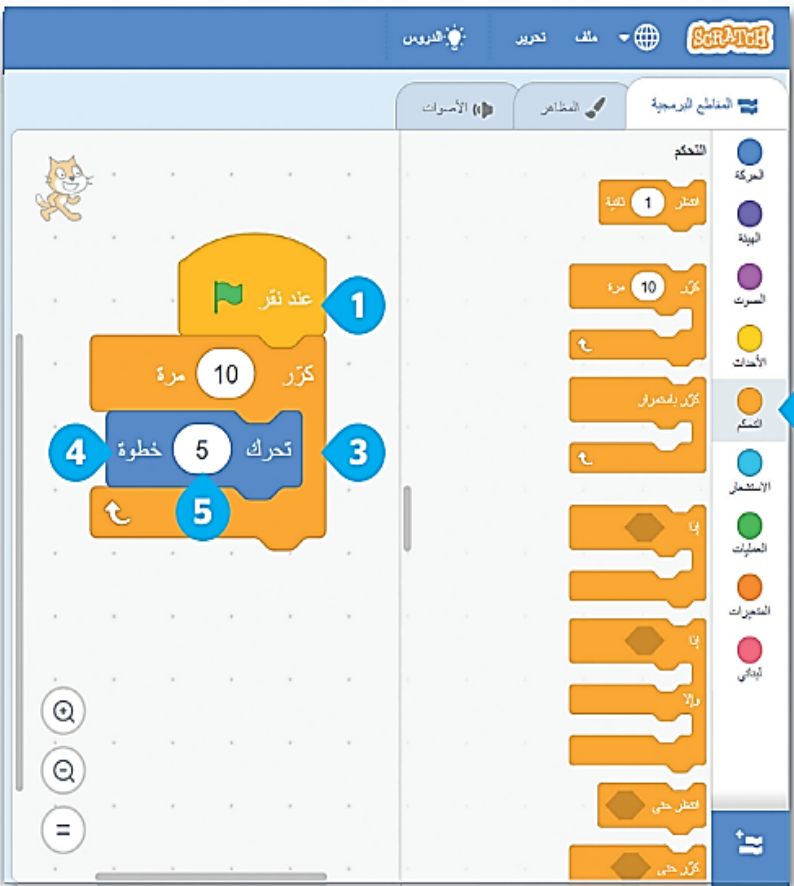 SCRATCH
ملف
تحرير
الدروس
المقاطع البرمجية
المظاهر
الأصوات
الحركة
الهيئة
الصوت
الأحداث
التحكم
الاستشعار
العمليات
المتغيرات
لبناتي
التحكم
انتظر 1 ثانية
كرّر 10 مرة
كرّر باستمرار
إذا
إذا
وإلا
انتظر حتى
كرّر حتى
عند نقر
1
كرّر 10 مرة
3
تحرك 5 خطوة
4
5